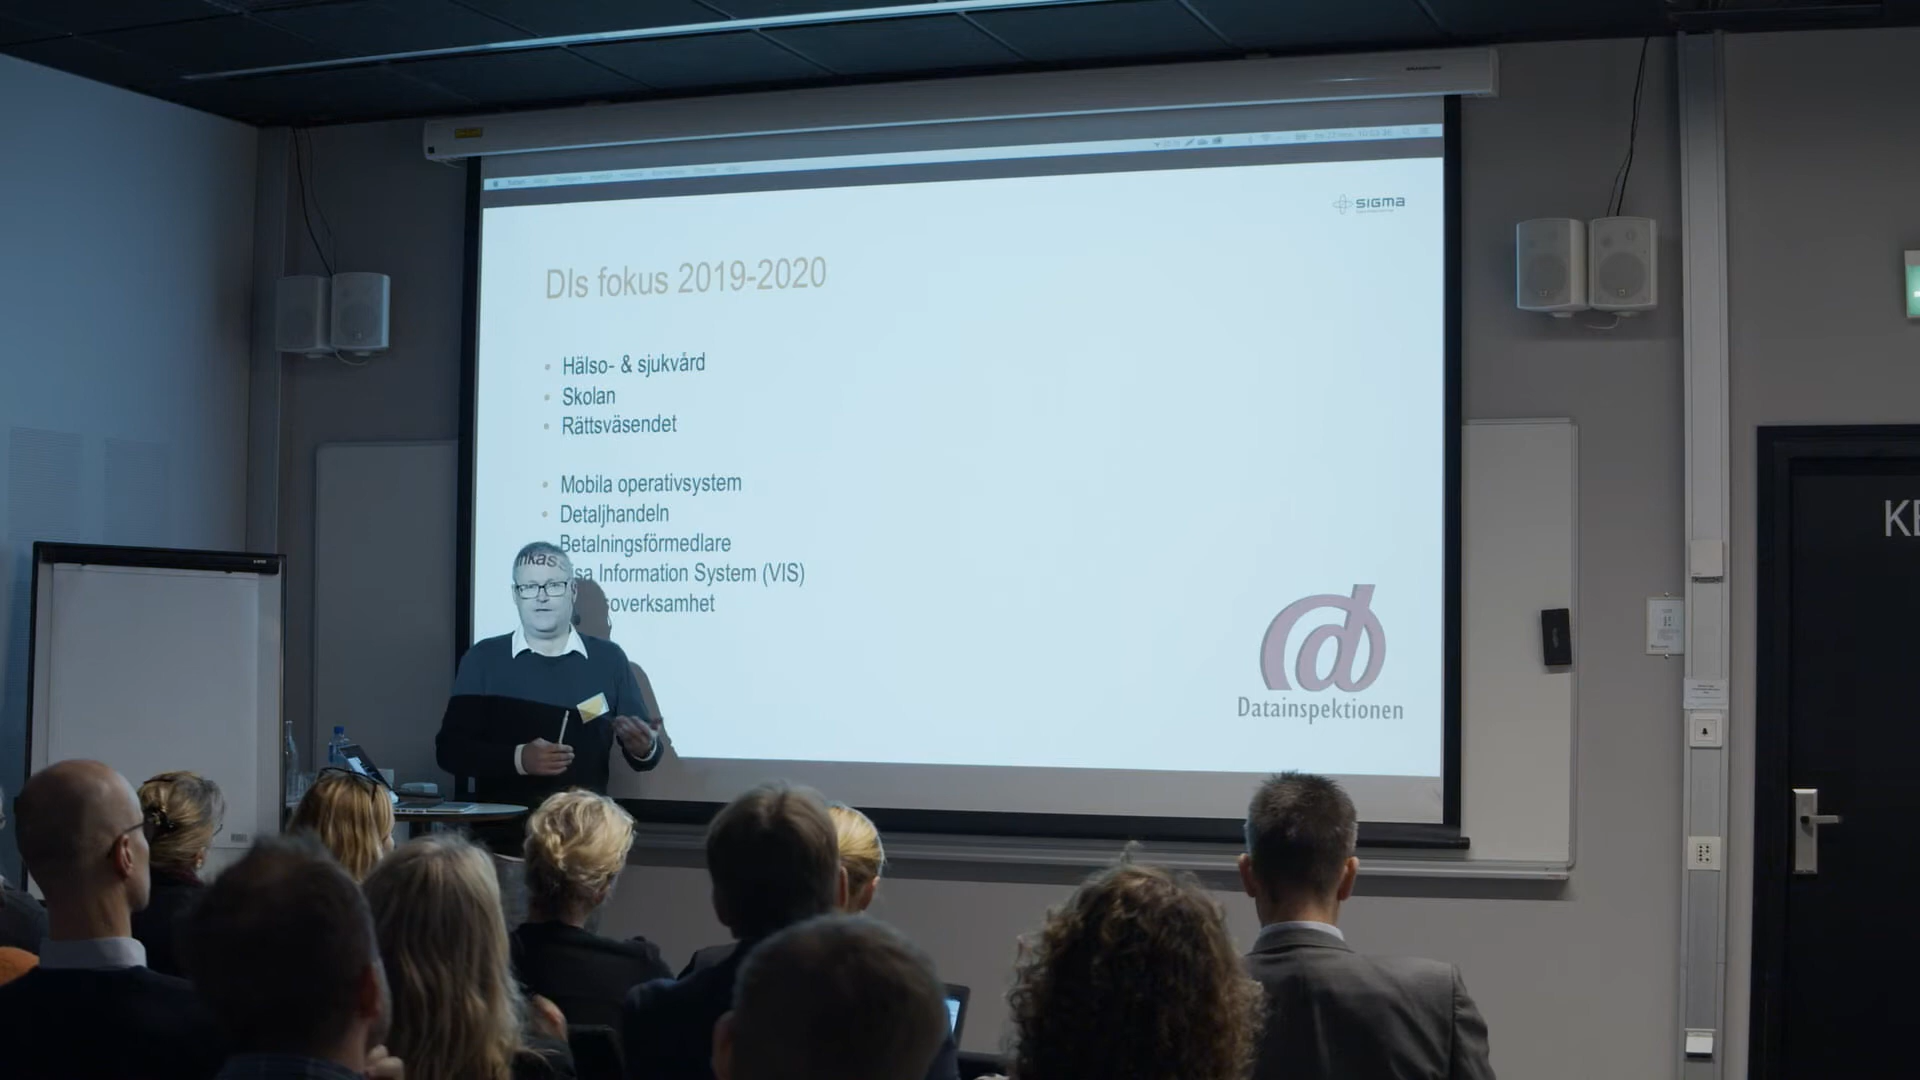 SIGMA
DIs fokus 2019-2020
Hälso- & sjukvård
Skolan
Rättsväsendet
Mobila operativsystem
Detaljhandeln
Betalningsförmedlare
Information System (VIS)
Datainspektionen